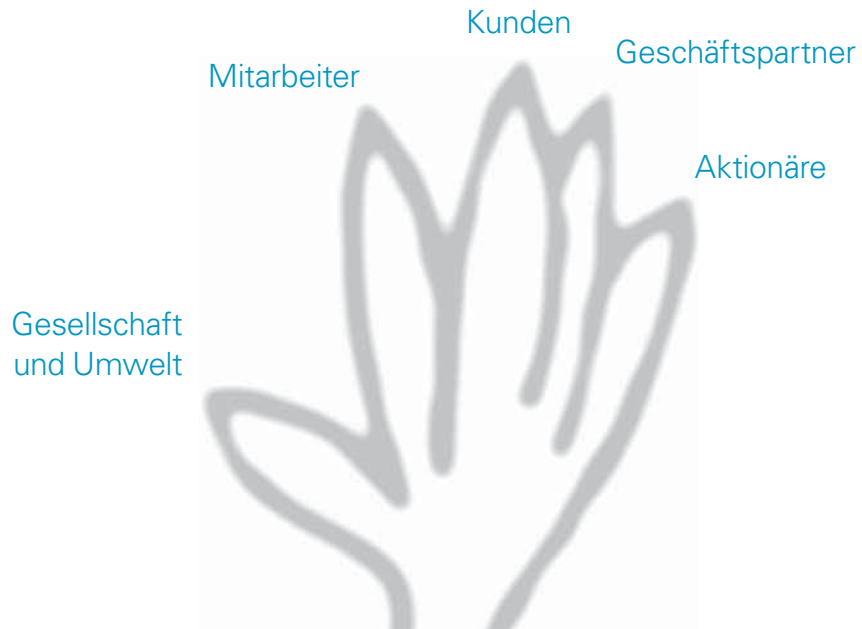 Kunden
Geschäftspartner
Mitarbeiter
Aktionäre
Gesellschaft
und Umwelt